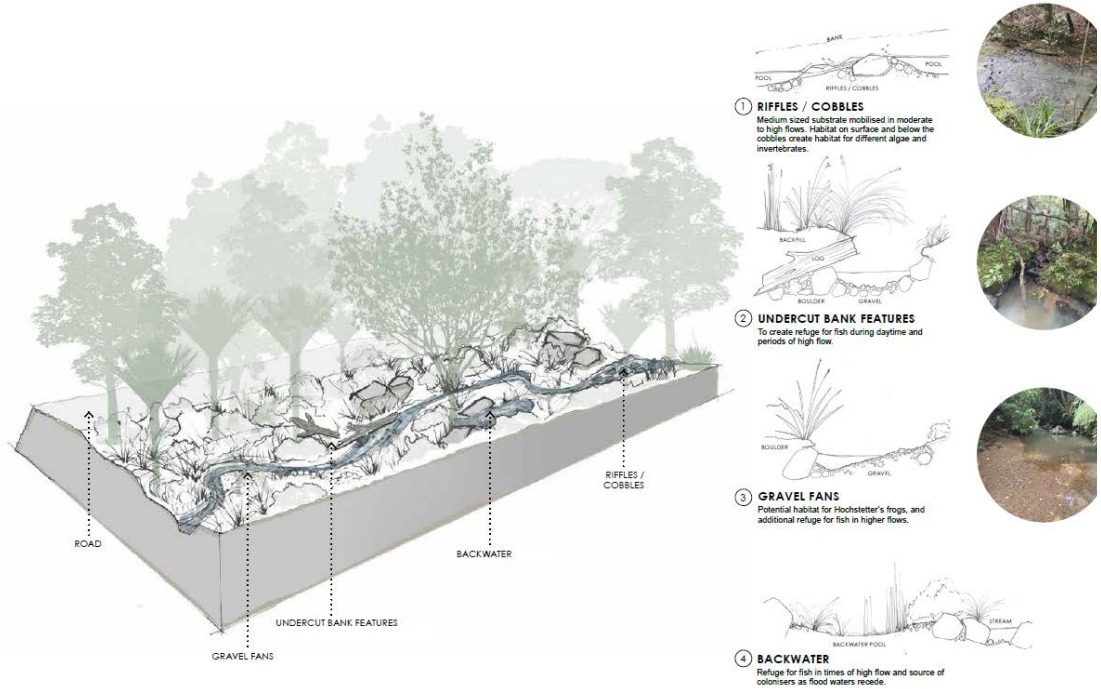 ROAD
GRAVEL FANS
UNDERCUT BANK FEATURES
BACKWATER
RIFFLES /
COBBLES
BANK
POOL
POOL
RIFFLES / COBBLES
1 RIFFLES / COBBLES
Medium sized substrate mobilised in moderate
to high flows. Habitat on surface and below the
cobbles create habitat for different algae and
invertebrates.
BACKFILL
LOG
BOULDER
GRAVEL
2 UNDERCUT BANK FEATURES
To create refuge for fish during daytime and
periods of high flow.
BOULDER
GRAVEL
3 GRAVEL FANS
Potential habitat for Hochstetter's frogs, and
additional refuge for fish in higher flows.
STREAM
BACKWATER POOL
4 BACKWATER
Refuge for fish in times of high flow and source of
colonisers as flood waters recede.